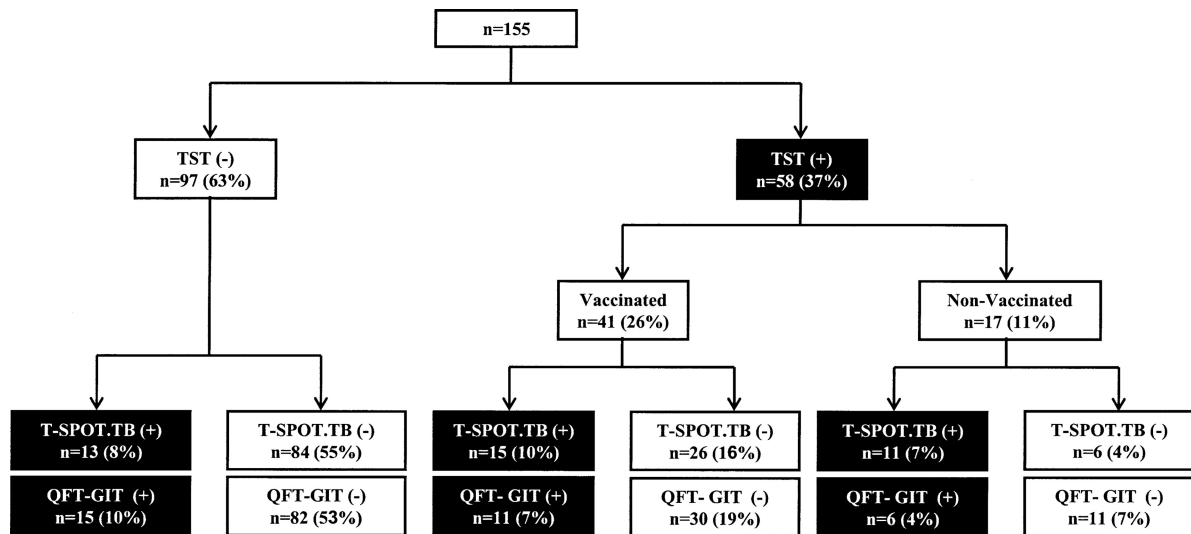 n=155
TST (-)
n=97 (63%)
TST (+)
n=58 (37%)
Vaccinated
n=41 (26%)
Non-Vaccinated
n=17 (11%)
T-SPOT.TB (+)
n=13 (8%)
T-SPOT.TB (-)
n=84 (55%)
T-SPOT.TB (+)
n=15 (10%)
T-SPOT.TB (-)
n=26 (16%)
T-SPOT.TB (+)
n=11 (7%)
T-SPOT.TB (-)
n=6 (4%)
QFT-GIT (+)
n=15 (10%)
QFT-GIT (-)
n=82 (53%)
QFT- GIT (+)
n=11 (7%)
QFT- GIT (-)
n=30 (19%)
QFT- GIT (+)
n=6 (4%)
QFT- GIT (-)
n=11 (7%)